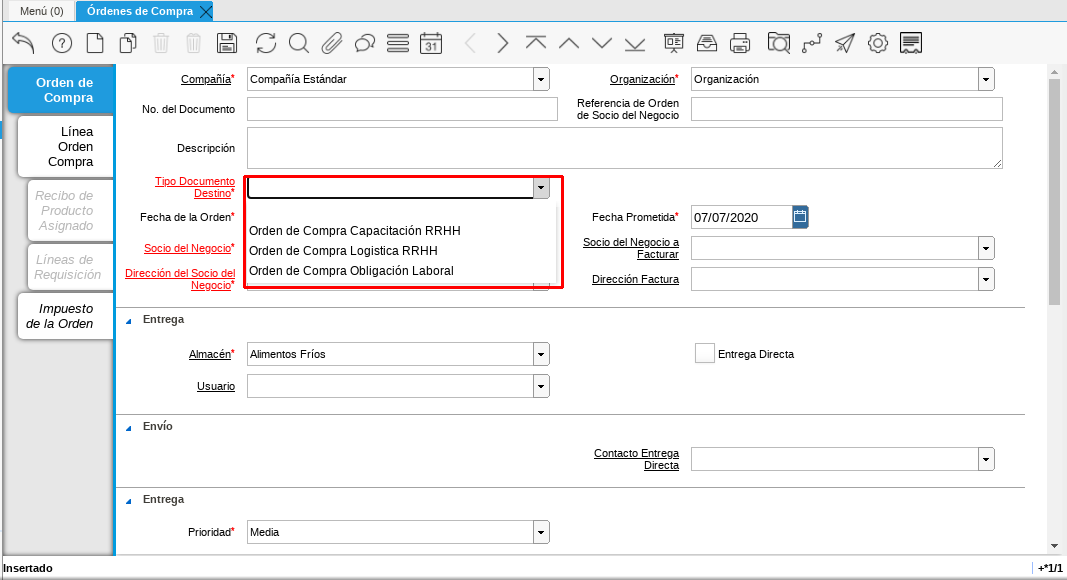 Menú (0)
Órdenes de Compra
31
Orden de
Compra
Línea
Orden
Compra
Recibo de
Producto
Asignado
Líneas de
Requisición
Impuesto
de la Orden
Compañía*
Compañía Estándar
Organización*
Organización
No. del Documento
Referencia de Orden
de Socio del Negocio
Descripción
Tipo Documento
Destino*
Orden de Compra Capacitación RRHH
Orden de Compra Logistica RRHH
Orden de Compra Obligación Laboral
Fecha de la Orden*
Fecha Prometida*
07/07/2020
Socio del Negocio*
Socio del Negocio a
Facturar
Dirección del Socio del
Negocio*
Dirección Factura
Entrega
Almacén*
Alimentos Fríos
Entrega Directa
Usuario
Envío
Contacto Entrega
Directa
Entrega
Prioridad*
Media
Insertado
+*1/1